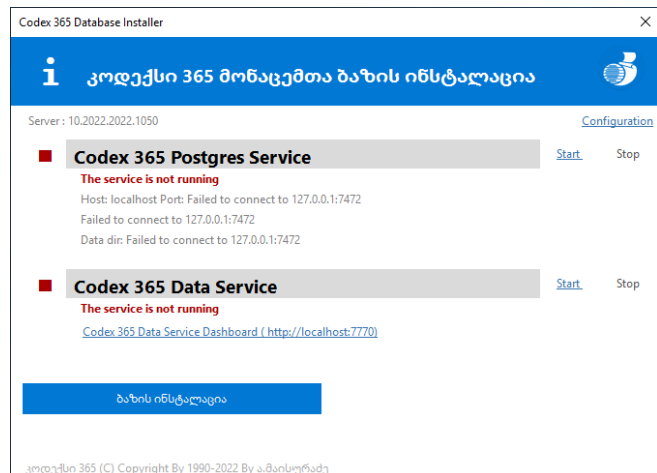 Codex 365 Database Installer
კოდექსი 365 მონაცემთა ბაზის ინსტალაცია
Server : 10.2022.2022.1050
Configuration
Codex 365 Postgres Service
Start
Stop
The service is not running
Host: localhost Port: Failed to connect to 127.0.0.1:7472
Failed to connect to 127.0.0.1:7472
Data dir: Failed to connect to 127.0.0.1:7472
Codex 365 Data Service
Start
Stop
The service is not running
Codex 365 Data Service Dashboard ( http://localhost:7770)
ბაზის ინსტალაცია
კოდექსი 365 (C) Copyright By 1990-2022 By ა.მაისურაძე